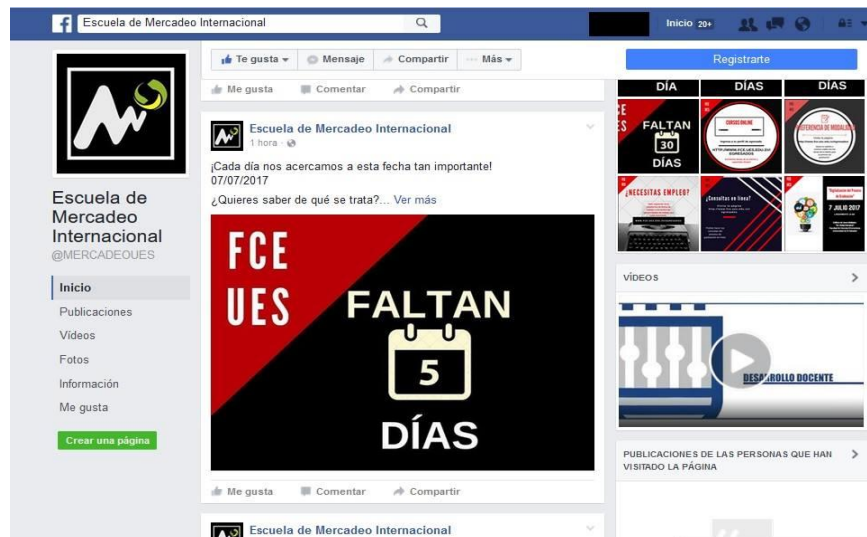 Escuela de Mercadeo Internacional
Inicio 20+
Te gusta
Mensaje
Compartir
Más
Registrarte
Me gusta
Comentar
Compartir
Escuela de Mercadeo Internacional
@MERCADEOUES
Inicio
Publicaciones
Vídeos
Fotos
Información
Me gusta
Crear una página
Escuela de Mercadeo Internacional
1 hora
¡Cada día nos acercamos a esta fecha tan importante!
07/07/2017
¿Quieres saber de qué se trata?... Ver más
FCE
UES
FALTAN
5
DÍAS
Me gusta
Comentar
Compartir
Escuela de Mercadeo Internacional
DÍA
DÍAS
DÍAS
FALTAN
30
DÍAS
CURSOS ONLINE
¿NECESITAS EMPLEO?
¿Consultas en línea?
7 JULIO 2017
VÍDEOS
DESARROLLO DOCENTE
PUBLICACIONES DE LAS PERSONAS QUE HAN
VISITADO LA PÁGINA